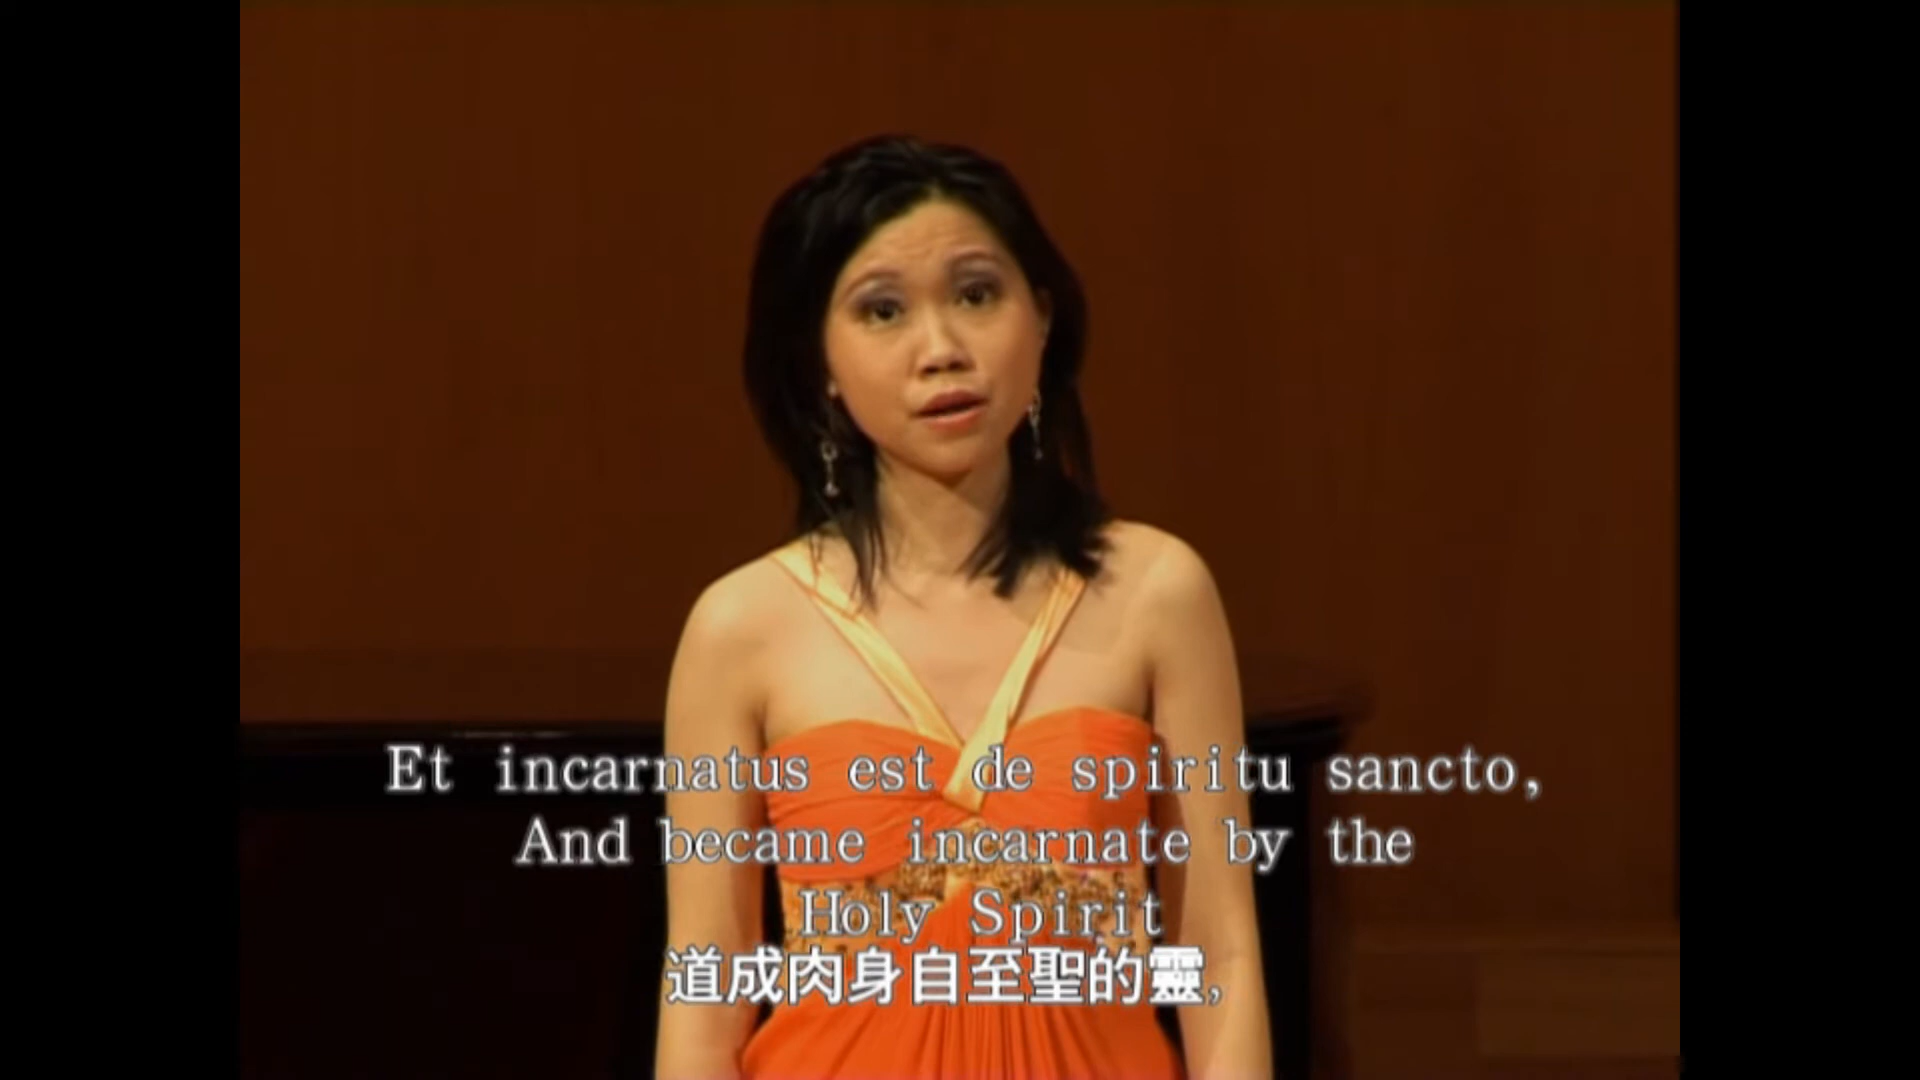 Et incarnatus est de spiritu sancto,
And became incarnate by the
Holy Spirit
道成肉身自至聖的靈,